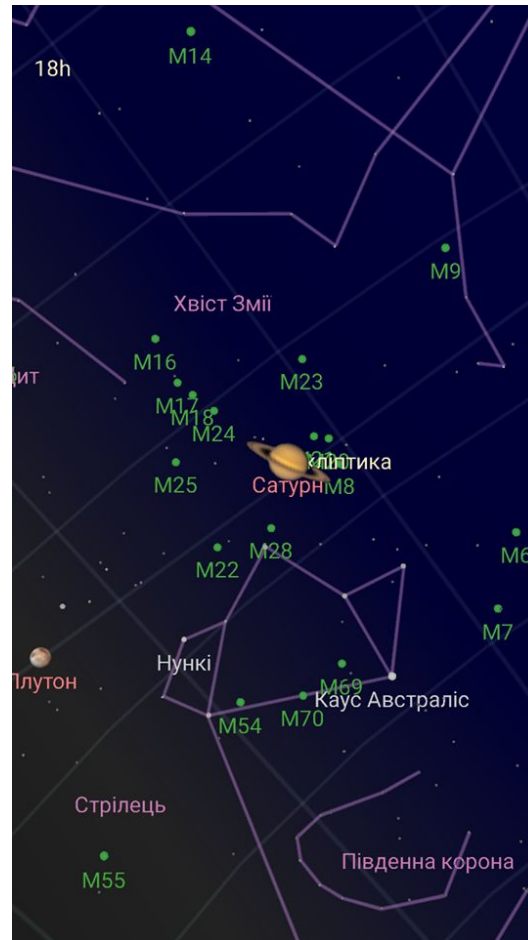 M14
18h
M9
Хвіст Змії
M16
M23
M17
M18
M24
ліптика
M25
Сатурн
M8
M28
M22
M6
M7
Нункі
M69
Плутон
M54
M70
Каус Австраліс
Стрілець
Південна корона
M55